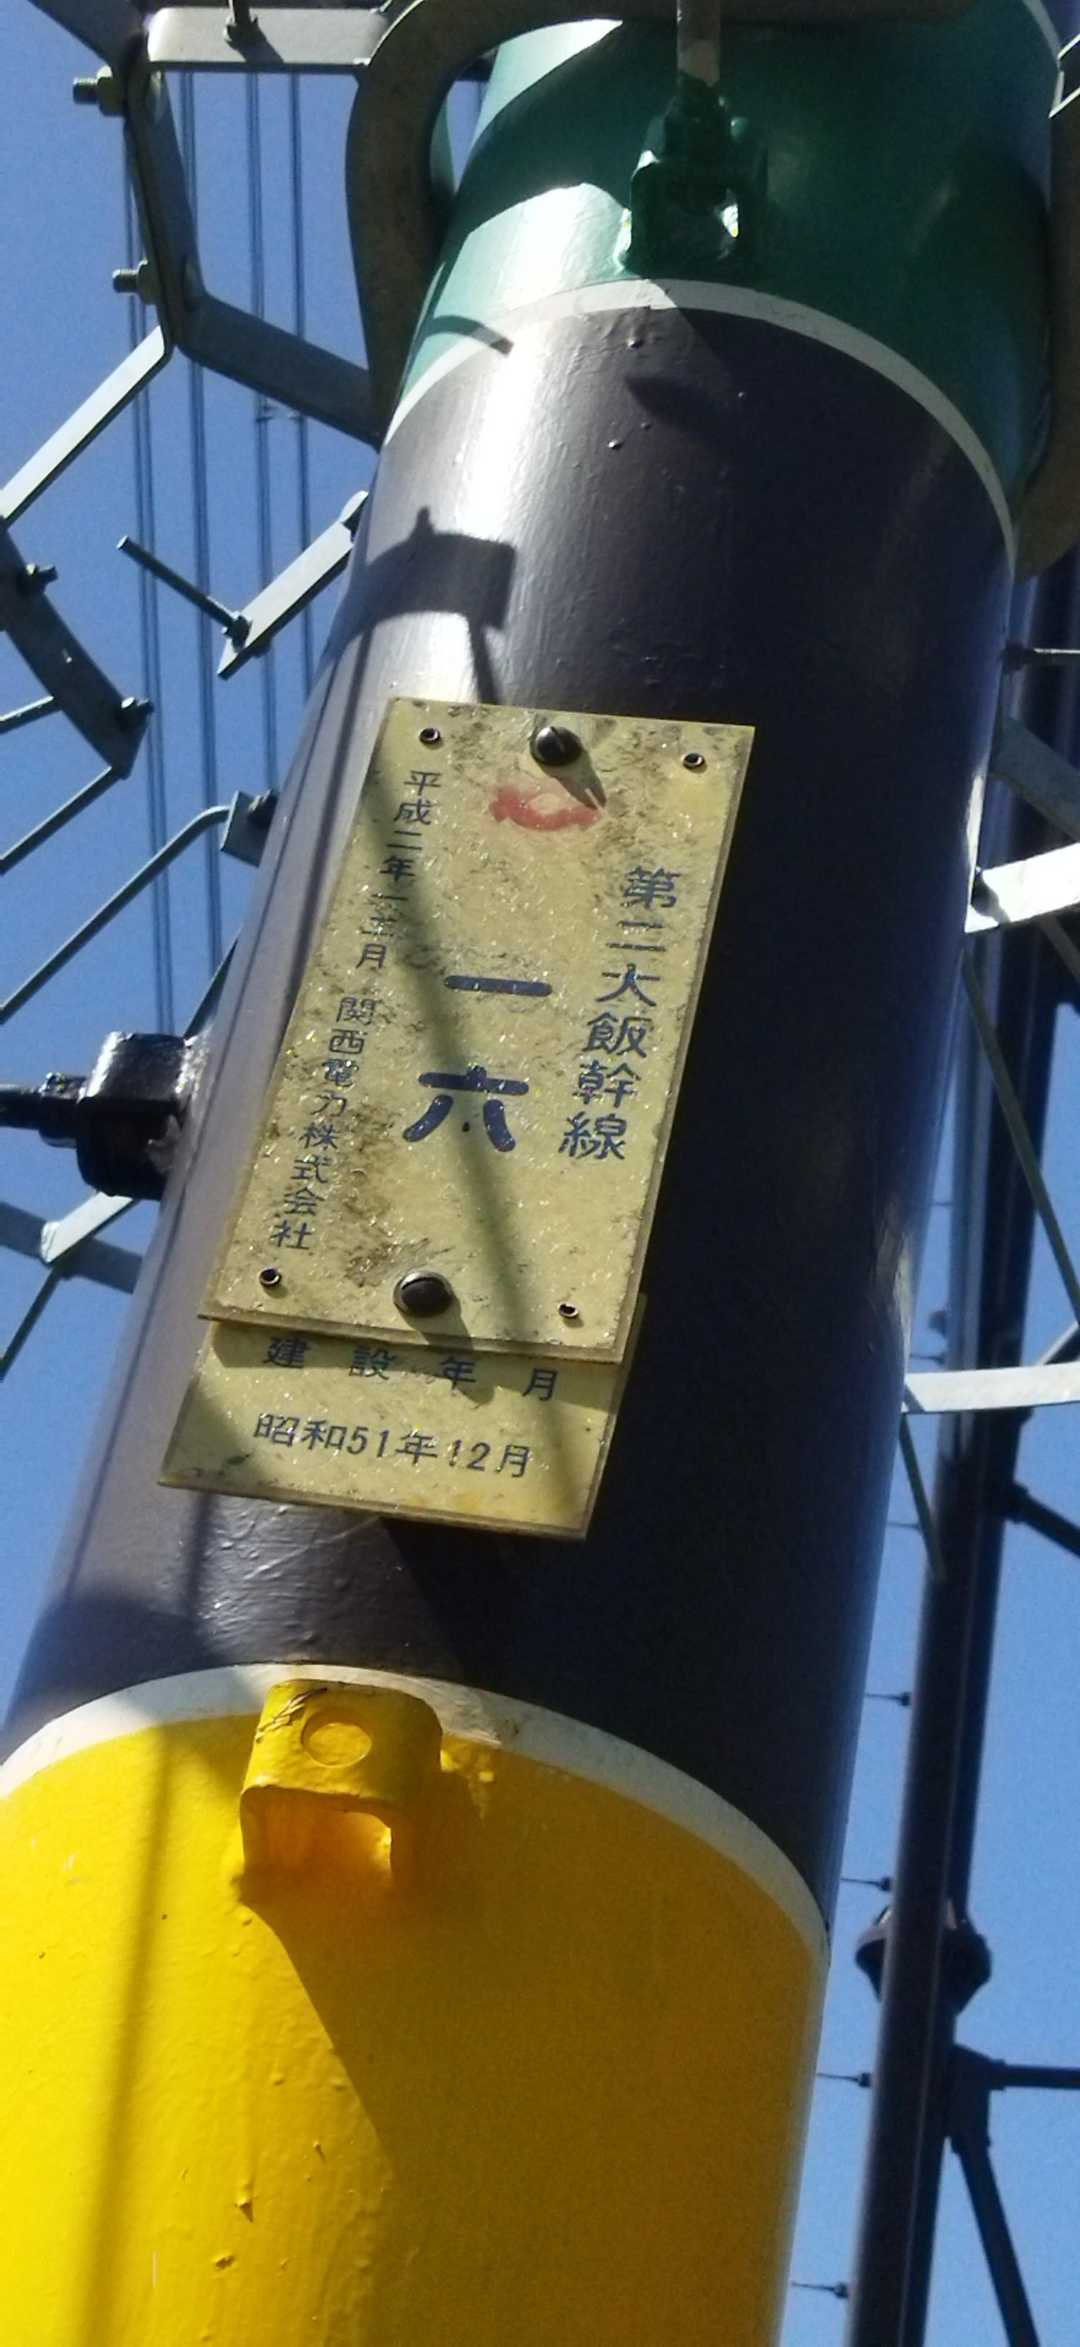 第二大飯幹線
一六
平成二年一二月 関西電力株式会社
建設年月
昭和51年12月